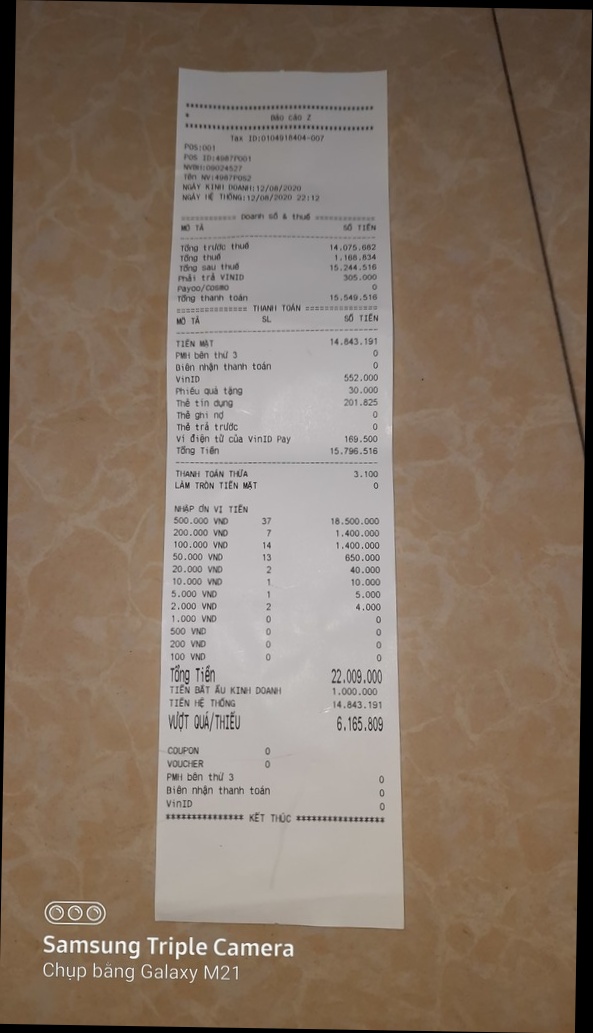 ********************************
* Báo cáo Z
********************************
Tax ID:0104918404-007
POS:001
POS ID:4987P001
NVBH:09024527
Tên NV:4987POS2
NGÀY KINH DOANH:12/08/2020
NGÀY HỆ THỐNG:12/08/2020 22:12
========== Doanh số & thuế ==========
MÔ TẢ SỐ TIỀN
Tổng trước thuế 14.075.682
Tổng thuế 1.168.834
Tổng sau thuế 15.244.516
Phải trả VINID 305.000
Payoo/Cosmo 0
Tổng thanh toán 15.549.516
============== THANH TOÁN ==============
MÔ TẢ SL SỐ TIỀN
TIỀN MẶT 14.843.191
PMH bên thứ 3 0
Biên nhận thanh toán 0
VinID 552.000
Phiếu quà tặng 30.000
Thẻ tín dụng 201.825
Thẻ ghi nợ 0
Thẻ trả trước 0
Ví điện tử của VinID Pay 169.500
Tổng Tiền 15.796.516
THANH TOÁN THỪA 3.100
LÀM TRÒN TIỀN MẶT 0
NHẬP ƠN VỊ TIỀN
500.000 VND 37 18.500.000
200.000 VND 7 1.400.000
100.000 VND 14 1.400.000
50.000 VND 13 650.000
20.000 VND 2 40.000
10.000 VND 1 10.000
5.000 VND 1 5.000
2.000 VND 2 4.000
1.000 VND 0 0
500 VND 0 0
200 VND 0 0
100 VND 0 0
Tổng Tiền 22.009.000
TIỀN BẮT ẦU KINH DOANH 1.000.000
TIỀN HỆ THỐNG 14.843.191
VƯỢT QUÁ/THIẾU 6.165.809
COUPON 0
VOUCHER 0
PMH bên thứ 3 0
Biên nhận thanh toán 0
VinID 0
**************** KẾT THÚC ******************
Samsung Triple Camera
Chụp bằng Galaxy M21